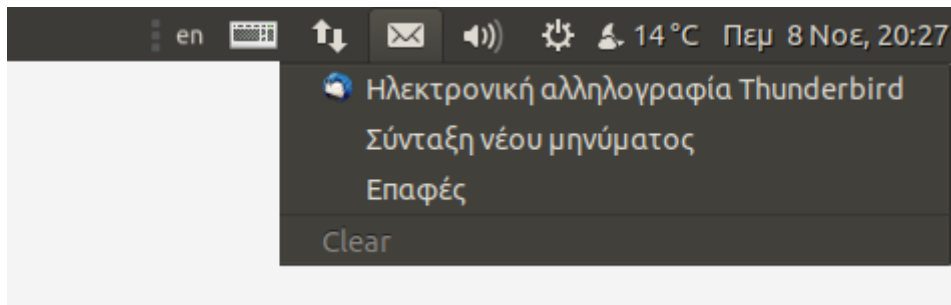 en 14 °C Πεμ 8 Νοε, 20:27
Ηλεκτρονική αλληλογραφία Thunderbird
Σύνταξη νέου μηνύματος
Επαφές
Clear